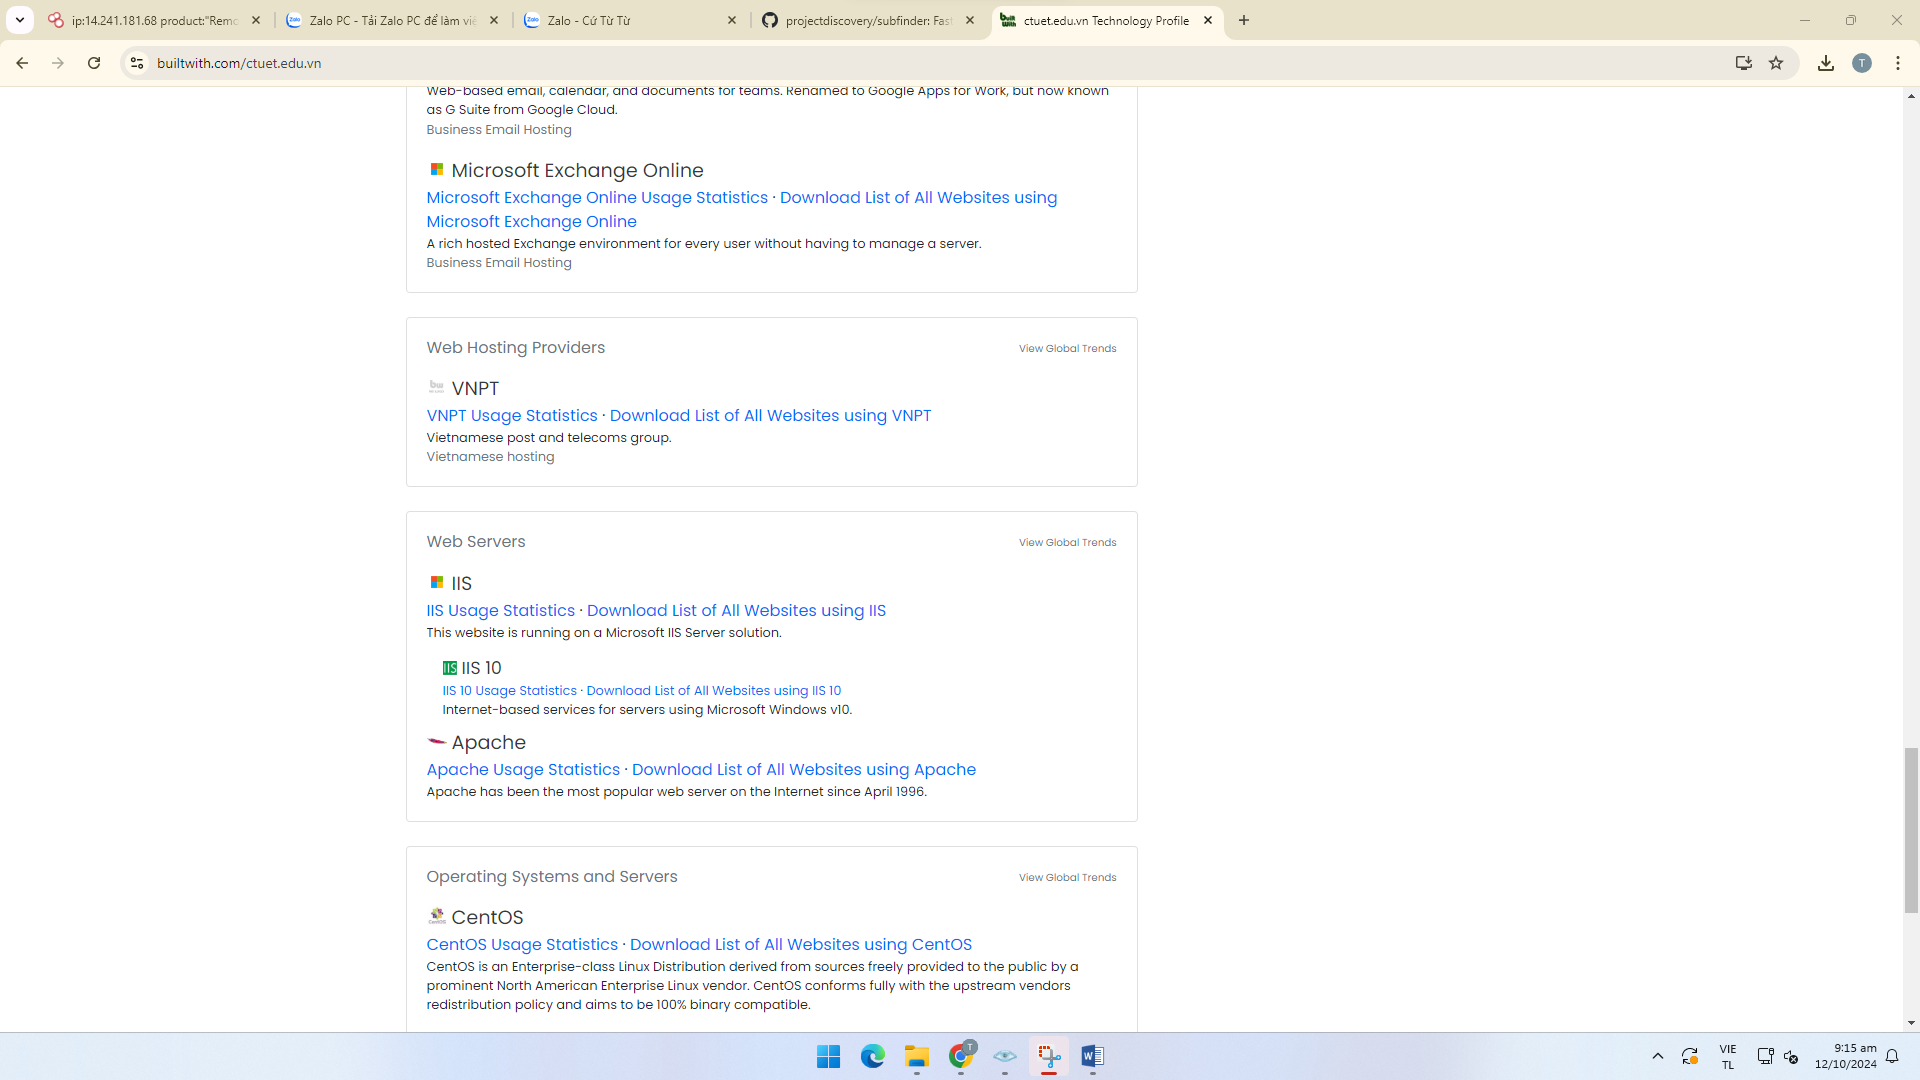 ip:14.241.181.68 product:"Remo
Zalo PC - Tải Zalo PC để làm việ
Zalo - Cứ Từ Từ
projectdiscovery/subfinder: Fast
ctuet.edu.vn Technology Profile
builtwith.com/ctuet.edu.vn
T
Web-based email, calendar, and documents for teams. Renamed to Google Apps for Work, but now known
as G Suite from Google Cloud.
Business Email Hosting
Microsoft Exchange Online
Microsoft Exchange Online Usage Statistics · Download List of All Websites using
Microsoft Exchange Online
A rich hosted Exchange environment for every user without having to manage a server.
Business Email Hosting
Web Hosting Providers
View Global Trends
VNPT
VNPT Usage Statistics · Download List of All Websites using VNPT
Vietnamese post and telecoms group.
Vietnamese hosting
Web Servers
View Global Trends
IIS
IIS Usage Statistics · Download List of All Websites using IIS
This website is running on a Microsoft IIS Server solution.
IIS 10
IIS 10 Usage Statistics · Download List of All Websites using IIS 10
Internet-based services for servers using Microsoft Windows v10.
Apache
Apache Usage Statistics · Download List of All Websites using Apache
Apache has been the most popular web server on the Internet since April 1996.
Operating Systems and Servers
View Global Trends
CentOS
CentOS Usage Statistics · Download List of All Websites using CentOS
CentOS is an Enterprise-class Linux Distribution derived from sources freely provided to the public by a
prominent North American Enterprise Linux vendor. CentOS conforms fully with the upstream vendors
redistribution policy and aims to be 100% binary compatible.
VIE
TL
9:15 am
12/10/2024